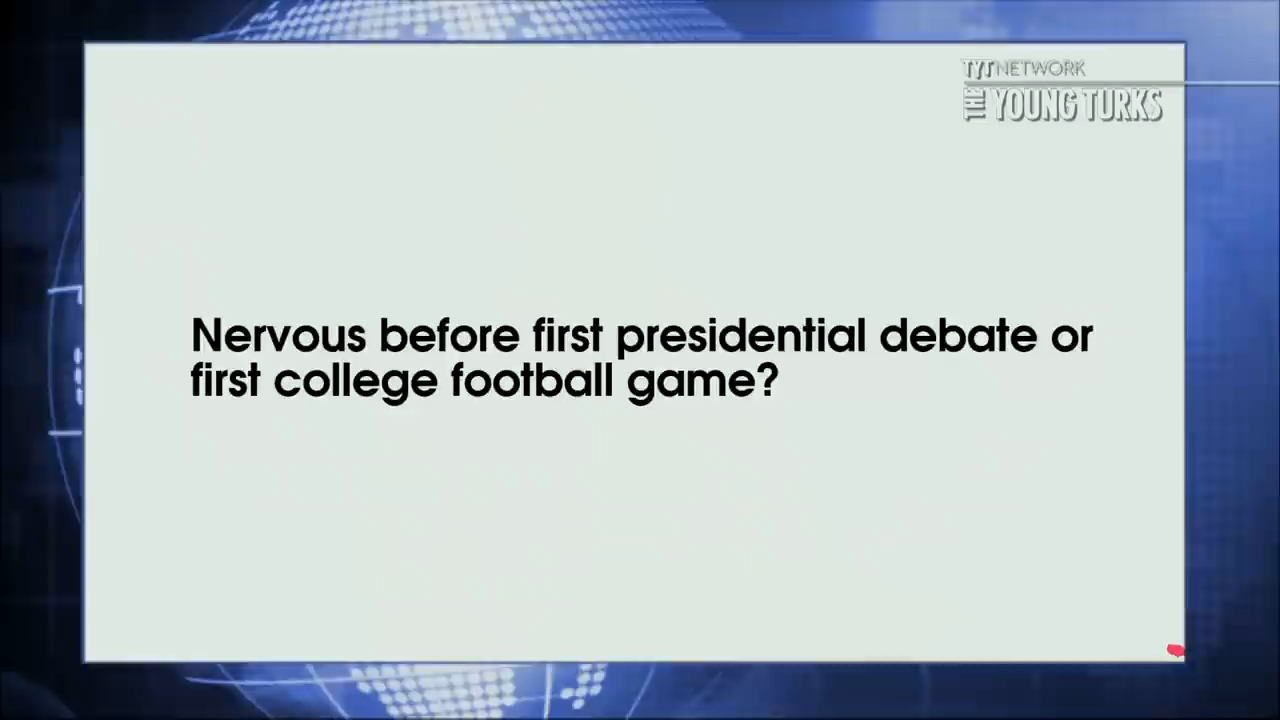 TYT NETWORK
THE YOUNG TURKS
Nervous before first presidential debate or
first college football game?